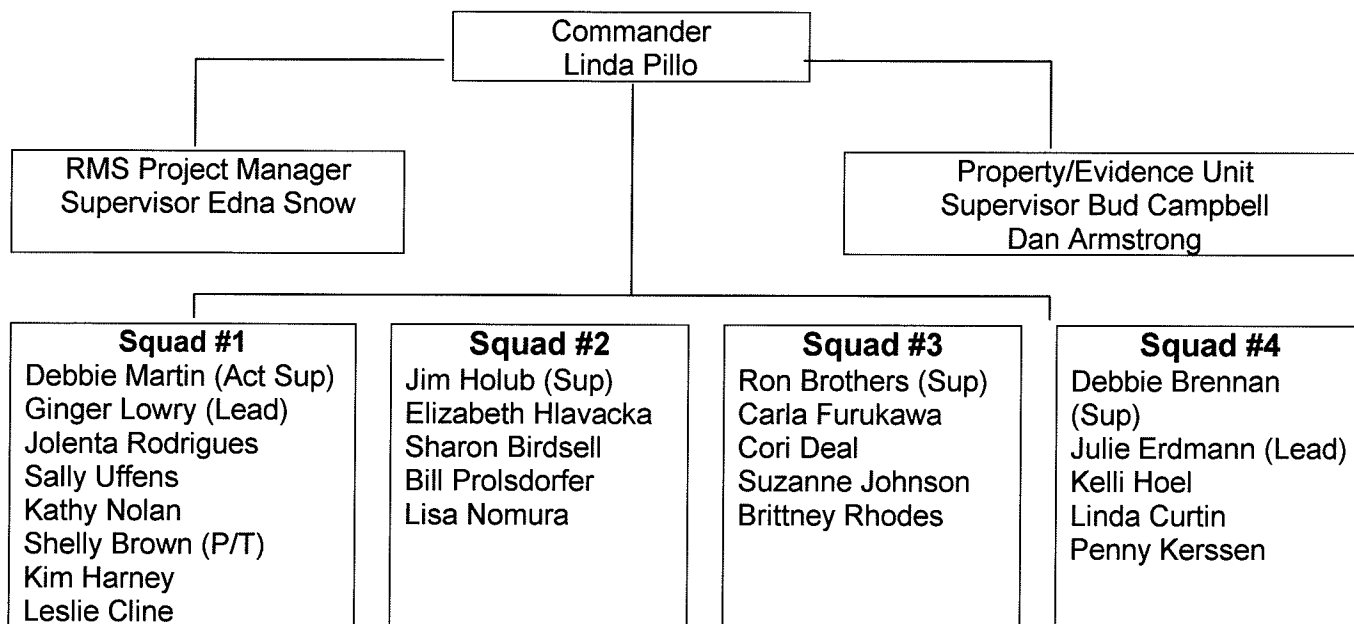 Commander
Linda Pillo
RMS Project Manager
Supervisor Edna Snow
Property/Evidence Unit
Supervisor Bud Campbell
Dan Armstrong
Squad #1
Debbie Martin (Act Sup)
Ginger Lowry (Lead)
Jolenta Rodrigues
Sally Uffens
Kathy Nolan
Shelly Brown (P/T)
Kim Harney
Leslie Cline
Squad #2
Jim Holub (Sup)
Elizabeth Hlavacka
Sharon Birdsell
Bill Prolsdorfer
Lisa Nomura
Squad #3
Ron Brothers (Sup)
Carla Furukawa
Cori Deal
Suzanne Johnson
Brittney Rhodes
Squad #4
Debbie Brennan
(Sup)
Julie Erdmann (Lead)
Kelli Hoel
Linda Curtin
Penny Kerssen